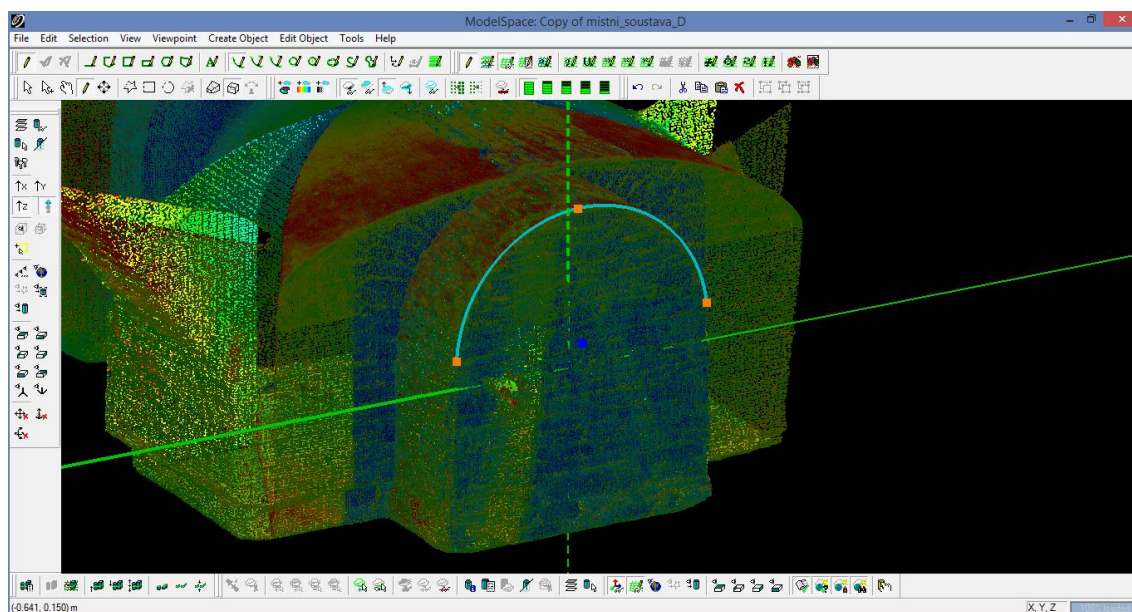 ModelSpace: Copy of mistni_soustava_D
File Edit Selection View Viewpoint Create Object Edit Object Tools Help
X Y
Z
(-0.641, 0.150) m
X, Y, Z